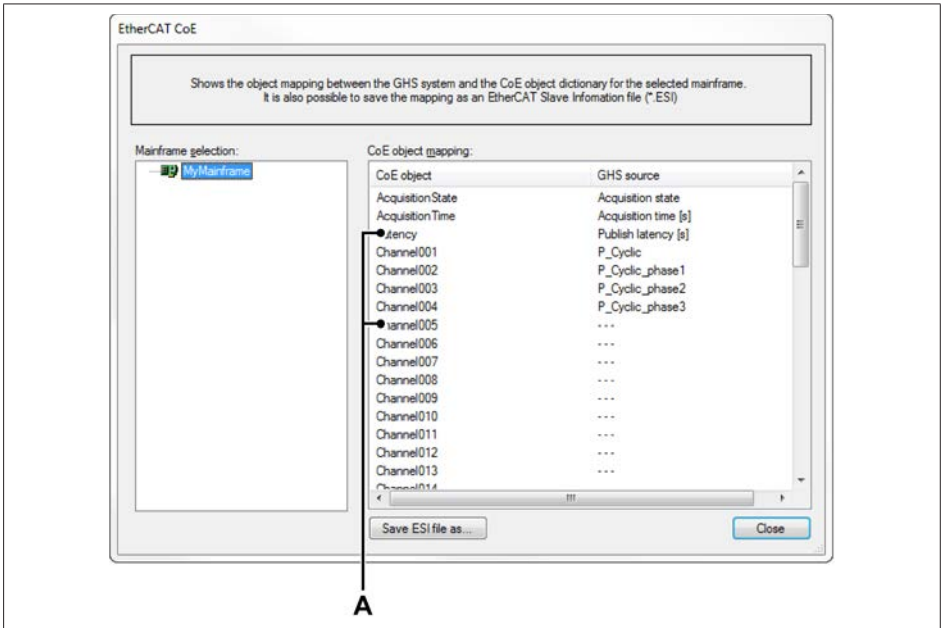 EtherCAT CoE
Shows the object mapping between the GHS system and the CoE object dictionary for the selected mainframe.
It is also possible to save the mapping as an EtherCAT Slave Infomation file (*.ESI)
Mainframe selection:
MyMainframe
CoE object mapping:
CoE object GHS source
AcquisitionState Acquisition state
AcquisitionTime Acquisition time [s]
Publish latency [s]
Channel001 P_Cyclic
Channel002 P_Cyclic_phase1
Channel003 P_Cyclic_phase2
Channel004 P_Cyclic_phase3
- - -
Channel006 - - -
Channel007 - - -
Channel008 - - -
Channel009 - - -
Channel010 - - -
Channel011 - - -
Channel012 - - -
Channel013 - - -
Channel014
Save ESI file as...
Close
A